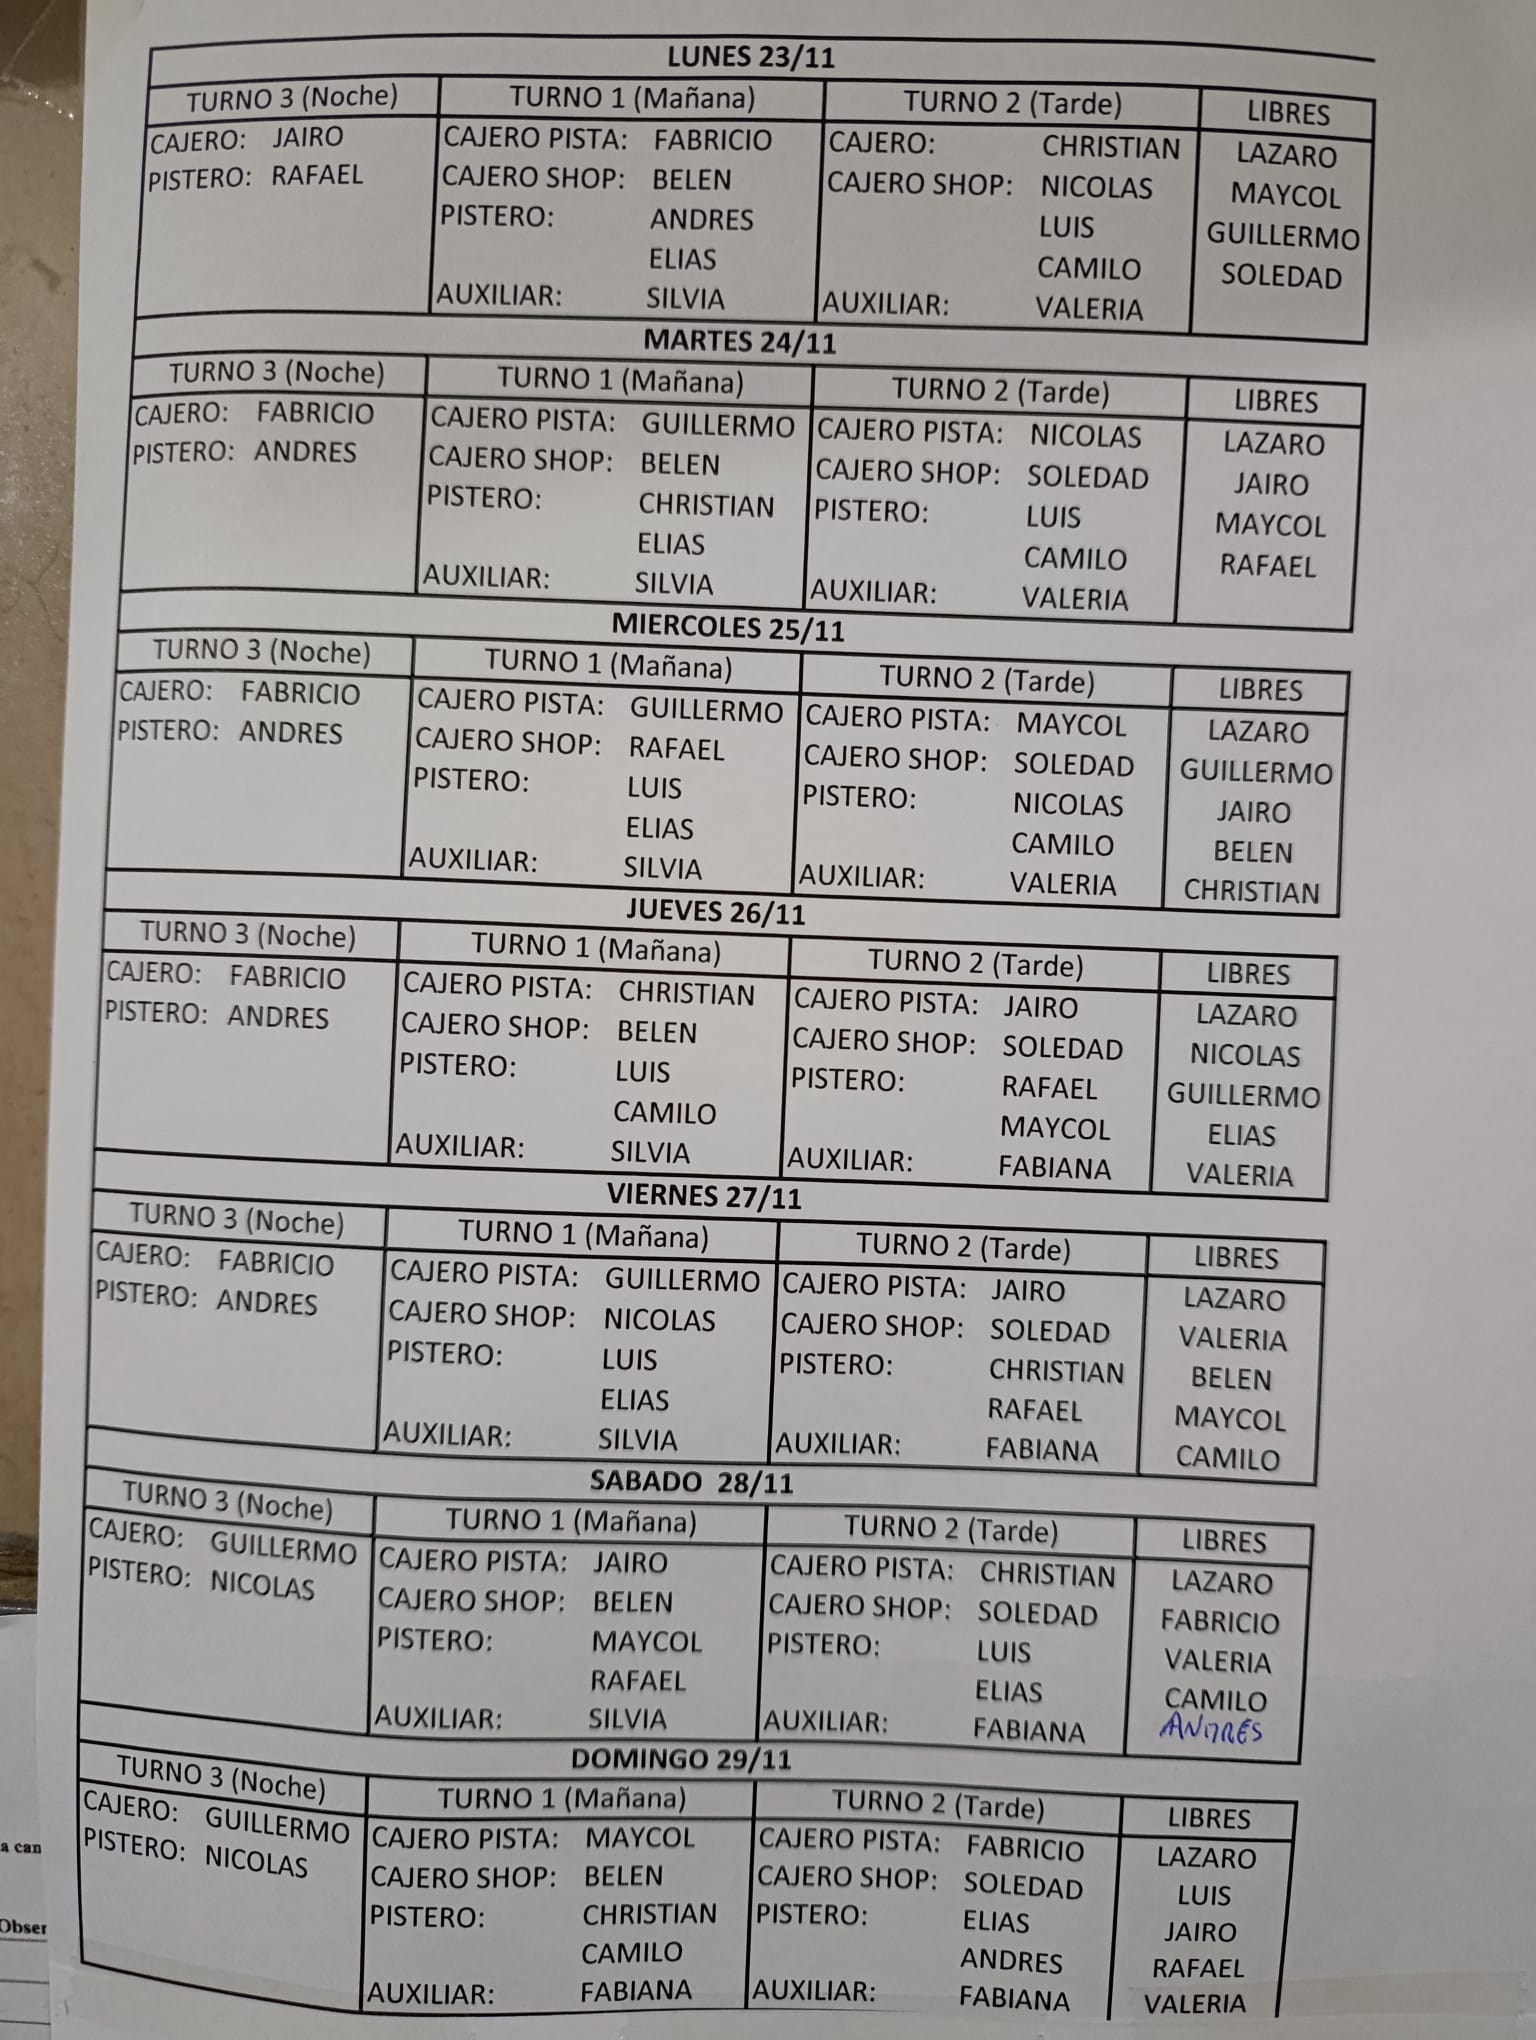 LUNES 23/11
TURNO 3 (Noche) TURNO 1 (Mañana) TURNO 2 (Tarde) LIBRES
CAJERO: JAIRO CAJERO PISTA: FABRICIO CAJERO: CHRISTIAN LAZARO
PISTERO: RAFAEL CAJERO SHOP: BELEN CAJERO SHOP: NICOLAS MAYCOL
PISTERO: ANDRES LUIS GUILLERMO
ELIAS CAMILO SOLEDAD
AUXILIAR: SILVIA AUXILIAR: VALERIA
MARTES 24/11
TURNO 3 (Noche) TURNO 1 (Mañana) TURNO 2 (Tarde) LIBRES
CAJERO: FABRICIO CAJERO PISTA: GUILLERMO CAJERO PISTA: NICOLAS LAZARO
PISTERO: ANDRES CAJERO SHOP: BELEN CAJERO SHOP: SOLEDAD JAIRO
PISTERO: CHRISTIAN PISTERO: LUIS MAYCOL
ELIAS CAMILO RAFAEL
AUXILIAR: SILVIA AUXILIAR: VALERIA
MIERCOLES 25/11
TURNO 3 (Noche) TURNO 1 (Mañana) TURNO 2 (Tarde) LIBRES
CAJERO: FABRICIO CAJERO PISTA: GUILLERMO CAJERO PISTA: MAYCOL LAZARO
PISTERO: ANDRES CAJERO SHOP: RAFAEL CAJERO SHOP: SOLEDAD GUILLERMO
PISTERO: LUIS PISTERO: NICOLAS JAIRO
ELIAS CAMILO BELEN
AUXILIAR: SILVIA AUXILIAR: VALERIA CHRISTIAN
JUEVES 26/11
TURNO 3 (Noche) TURNO 1 (Mañana) TURNO 2 (Tarde) LIBRES
CAJERO: FABRICIO CAJERO PISTA: CHRISTIAN CAJERO PISTA: JAIRO LAZARO
PISTERO: ANDRES CAJERO SHOP: BELEN CAJERO SHOP: SOLEDAD NICOLAS
PISTERO: LUIS PISTERO: RAFAEL GUILLERMO
CAMILO MAYCOL ELIAS
AUXILIAR: SILVIA AUXILIAR: FABIANA VALERIA
VIERNES 27/11
TURNO 3 (Noche) TURNO 1 (Mañana) TURNO 2 (Tarde) LIBRES
CAJERO: FABRICIO CAJERO PISTA: GUILLERMO CAJERO PISTA: JAIRO LAZARO
PISTERO: ANDRES CAJERO SHOP: NICOLAS CAJERO SHOP: SOLEDAD VALERIA
PISTERO: LUIS PISTERO: CHRISTIAN BELEN
ELIAS RAFAEL MAYCOL
AUXILIAR: SILVIA AUXILIAR: FABIANA CAMILO
SABADO 28/11
TURNO 3 (Noche) TURNO 1 (Mañana) TURNO 2 (Tarde) LIBRES
CAJERO: GUILLERMO CAJERO PISTA: JAIRO CAJERO PISTA: CHRISTIAN LAZARO
PISTERO: NICOLAS CAJERO SHOP: BELEN CAJERO SHOP: SOLEDAD FABRICIO
PISTERO: MAYCOL PISTERO: LUIS VALERIA
RAFAEL ELIAS CAMILO
AUXILIAR: SILVIA AUXILIAR: FABIANA ANDRES
DOMINGO 29/11
TURNO 3 (Noche) TURNO 1 (Mañana) TURNO 2 (Tarde) LIBRES
CAJERO: GUILLERMO CAJERO PISTA: MAYCOL CAJERO PISTA: FABRICIO LAZARO
PISTERO: NICOLAS CAJERO SHOP: BELEN CAJERO SHOP: SOLEDAD LUIS
PISTERO: CHRISTIAN PISTERO: ELIAS JAIRO
CAMILO ANDRES RAFAEL
AUXILIAR: FABIANA AUXILIAR: FABIANA VALERIA
a can
Obser